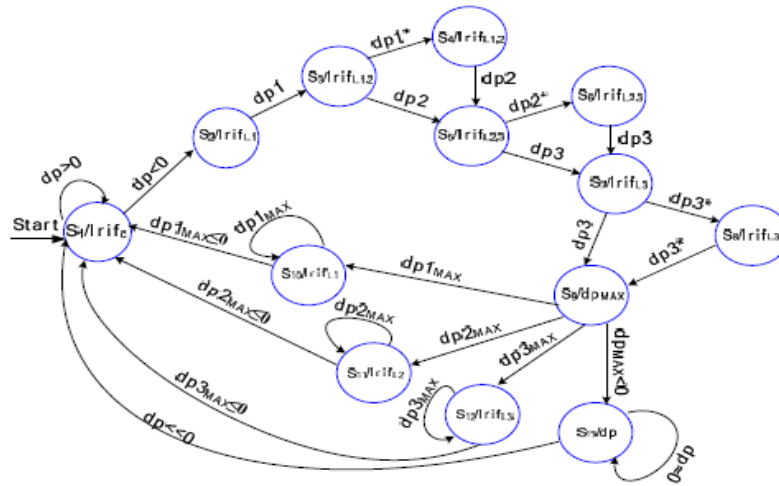 dp1*
S4/IrifL1,2
S3/IrifL1,2
dp2
dp1
dp2
dp2*
S6/IrifL2,3
S2/IrifL1
S5/IrifL2,3
dp3
dp3
dp<0
dp>0
S7/IrifL3
dp3*
Start
S1/Irif
dp1MAX≤0
dp1MAX
dp3
S8/IrifL3
dp3*
S10/IrifL1
dp1MAX
S9/dpMAX
dp2MAX≤0
dp2MAX
dp2MAX
dp3MAX
dpMAX<0
S11/IrifL2
dp3MAX≤0
dp3MAX
S12/IrifL3
dp<<0
S13/dp
0≈dp